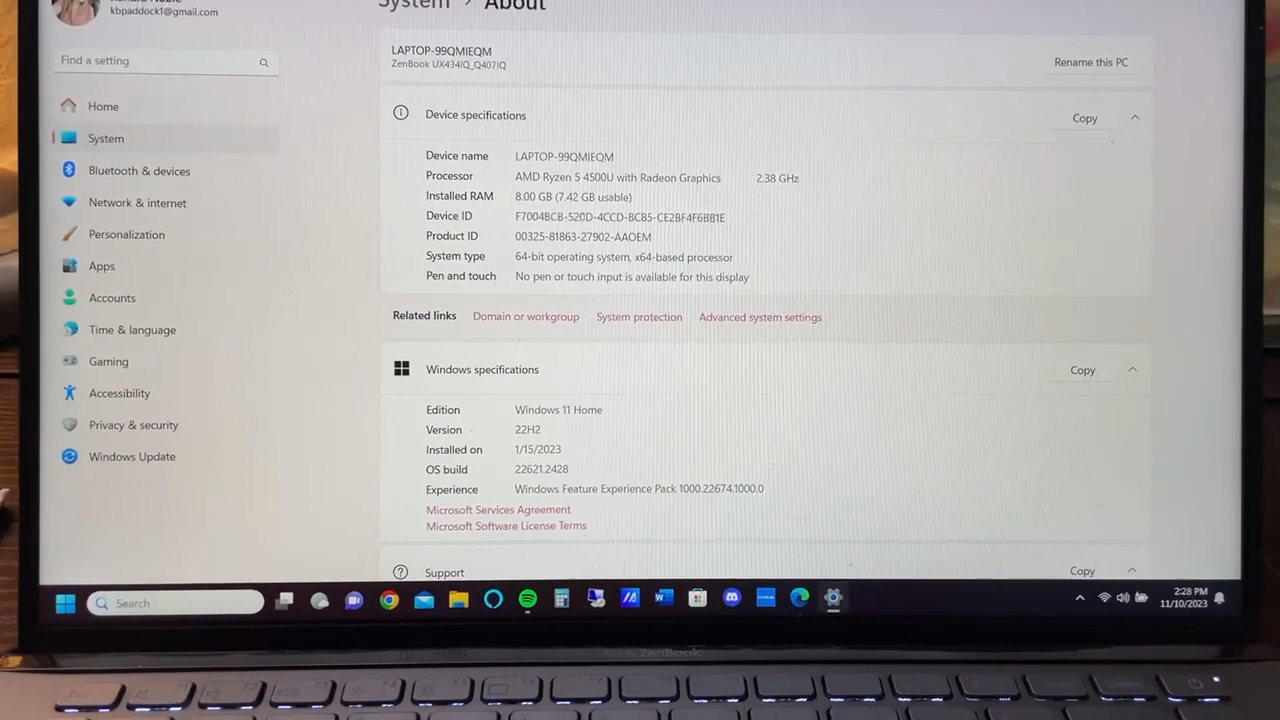 kbpaddock1@gmail.com
System > About
Find a setting
Home
System
Bluetooth & devices
Network & internet
Personalization
Apps
Accounts
Time & language
Gaming
Accessibility
Privacy & security
Windows Update
LAPTOP-99QMIEQM
ZenBook UX434IQ_Q407IQ
Rename this PC
Device specifications
Copy
Device name LAPTOP-99QMIEQM
Processor AMD Ryzen 5 4500U with Radeon Graphics 2.38 GHz
Installed RAM 8.00 GB (7.42 GB usable)
Device ID F7004BCB-520D-4CCD-BC85-CE2BF4F6BB1E
Product ID 00325-81863-27902-AAOEM
System type 64-bit operating system, x64-based processor
Pen and touch No pen or touch input is available for this display
Related links Domain or workgroup System protection Advanced system settings
Windows specifications
Copy
Edition Windows 11 Home
Version 22H2
Installed on 1/15/2023
OS build 22621.2428
Experience Windows Feature Experience Pack 1000.22674.1000.0
Microsoft Services Agreement
Microsoft Software License Terms
Support
Copy
Search
2:28 PM
11/10/2023
ZenBook